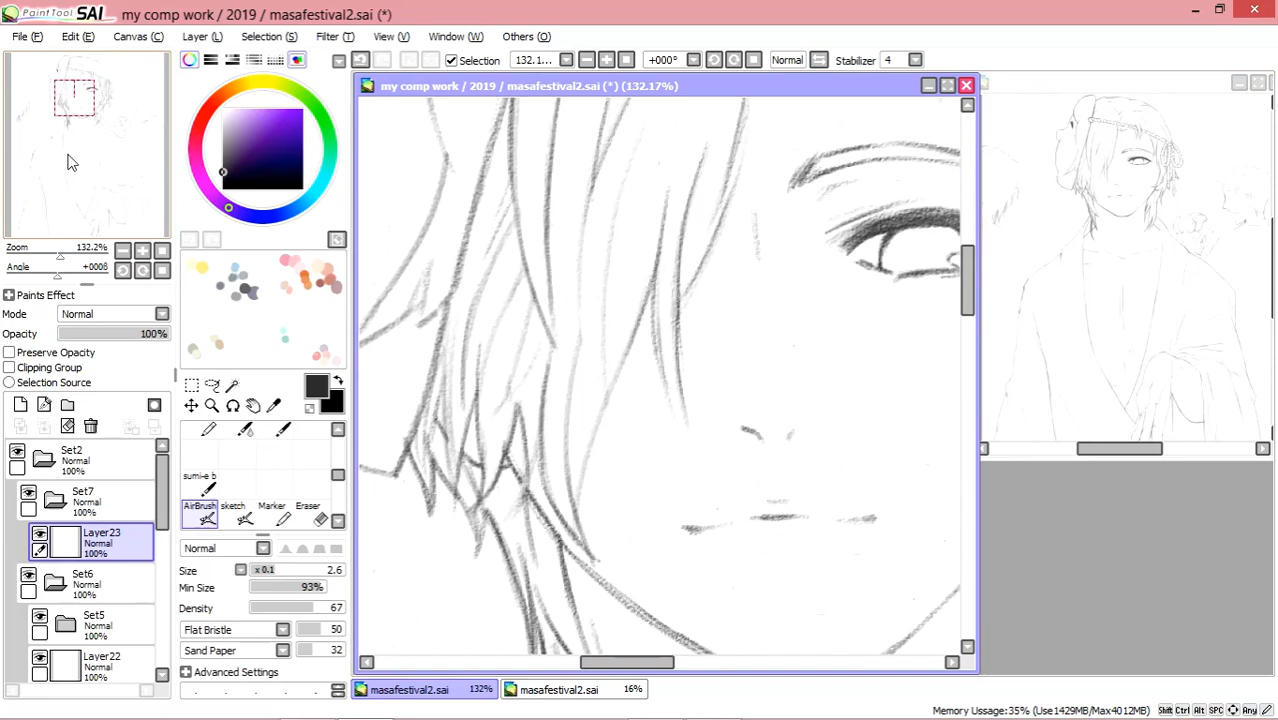 PaintTool SAI my comp work / 2019 / masafestival2.sai (*)
File (F) Edit (E) Canvas (C) Layer (L) Selection (S) Filter (T) View (V) Window (W) Others (O)
Selection 132.1... +000° Normal Stabilizer 4
my comp work / 2019 / masafestival2.sai (*) (132.17%)
Zoom 132.2%
Angle +000ß
Paints Effect
Mode Normal
Opacity 100%
Preserve Opacity
Clipping Group
Selection Source
Set2
Normal
100%
Set7
Normal
100%
Layer23
Normal
100%
Set6
Normal
100%
Set5
Normal
100%
Layer22
Normal
100%
sumi-e b
AirBrush sketch Marker Eraser
Normal
Size x 0.1 2.6
Min Size 93%
Density 67
Flat Bristle 50
Sand Paper 32
Advanced Settings
masafestival2.sai 132% masafestival2.sai 16%
Memory Ussage:35% (Use1429MB/Max4012MB) Shft Ctrl Alt SPC Any